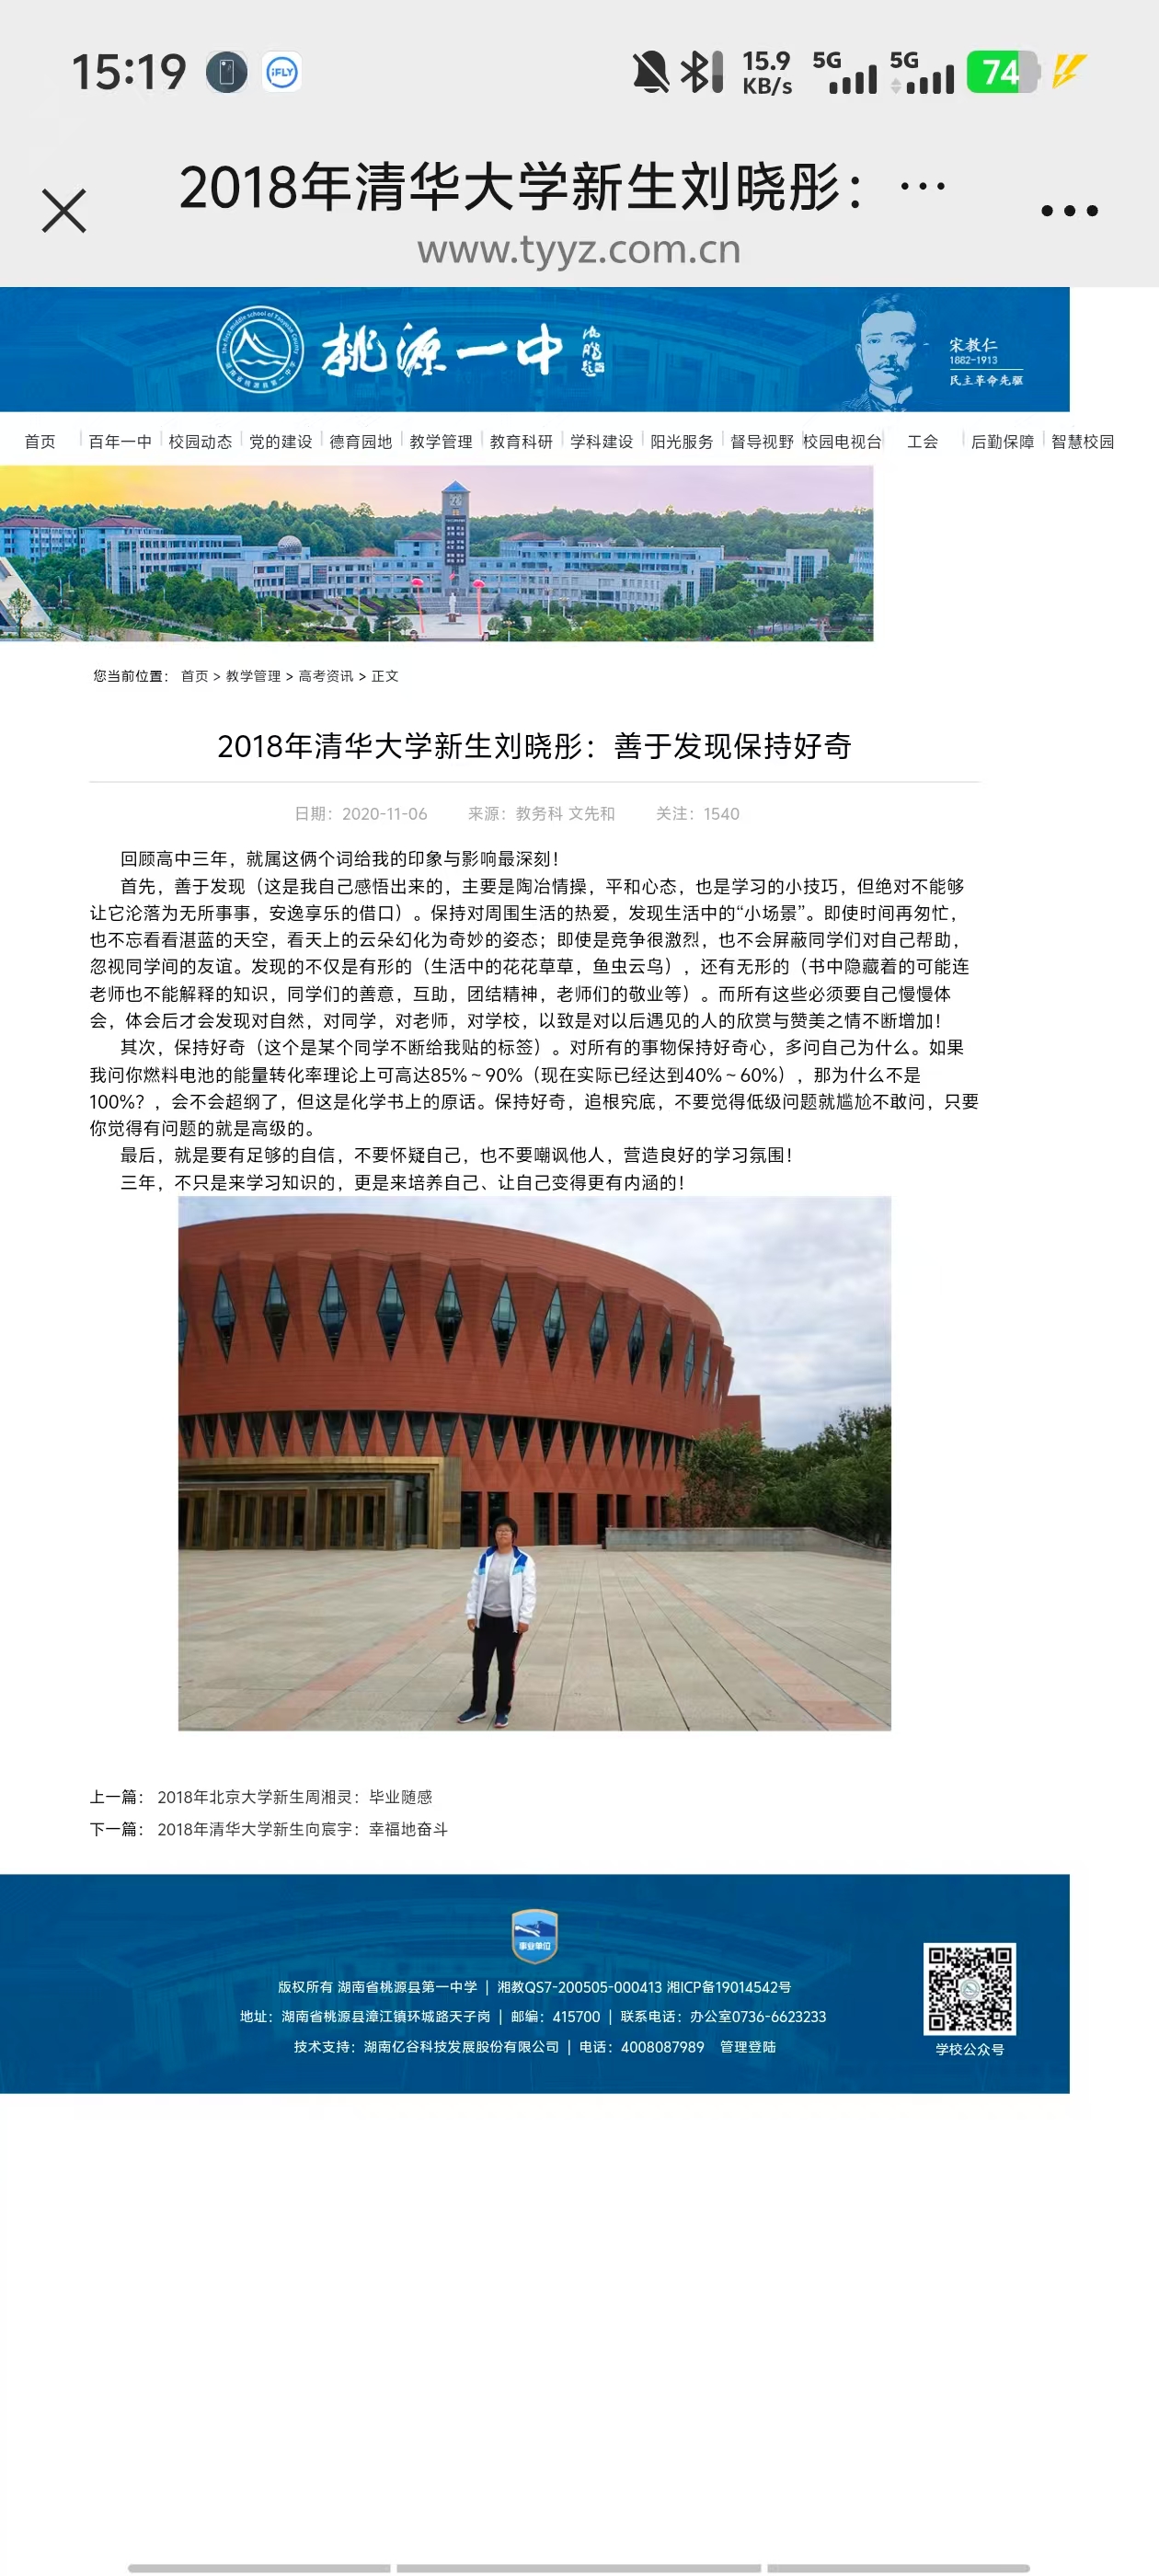 15:19
iFLY
15.9
KB/s
5G
5G
74
2018年清华大学新生刘晓彤：…
www.tyyz.com.cn
桃源一中
宋教仁
1882-1913
民主革命先驱
首页 百年一中 校园动态 党的建设 德育园地 教学管理 教育科研 学科建设 阳光服务 督导视野 校园电视台 工会 后勤保障 智慧校园
您当前位置： 首页 > 教学管理 > 高考资讯 > 正文
2018年清华大学新生刘晓彤：善于发现保持好奇
日期：2020-11-06 来源：教务科 文先和 关注：1540
回顾高中三年，就属这俩个词给我的印象与影响最深刻！
首先，善于发现（这是我自己感悟出来的，主要是陶冶情操，平和心态，也是学习的小技巧，但绝对不能够
让它沦落为无所事事，安逸享乐的借口）。保持对周围生活的热爱，发现生活中的“小场景”。即使时间再匆忙，
也不忘看看湛蓝的天空，看天上的云朵幻化为奇妙的姿态；即使是竞争很激烈，也不会屏蔽同学们对自己帮助，
忽视同学间的友谊。发现的不仅是有形的（生活中的花花草草，鱼虫云鸟），还有无形的（书中隐藏着的可能连
老师也不能解释的知识，同学们的善意，互助，团结精神，老师们的敬业等）。而所有这些必须要自己慢慢体
会，体会后才会发现对自然，对同学，对老师，对学校，以致是对以后遇见的人的欣赏与赞美之情不断增加！
其次，保持好奇（这个是某个同学不断给我贴的标签）。对所有的事物保持好奇心，多问自己为什么。如果
我问你燃料电池的能量转化率理论上可高达85%～90%（现在实际已经达到40%～60%），那为什么不是
100%？，会不会超纲了，但这是化学书上的原话。保持好奇，追根究底，不要觉得低级问题就尴尬不敢问，只要
你觉得有问题的就是高级的。
最后，就是要有足够的自信，不要怀疑自己，也不要嘲讽他人，营造良好的学习氛围！
三年，不只是来学习知识的，更是来培养自己、让自己变得更有内涵的！
上一篇： 2018年北京大学新生周湘灵：毕业随感
下一篇： 2018年清华大学新生向宸宇：幸福地奋斗
事业单位
版权所有 湖南省桃源县第一中学 | 湘教QS7-200505-000413 湘ICP备19014542号
地址：湖南省桃源县漳江镇环城路天子岗 | 邮编：415700 | 联系电话：办公室0736-6623233
技术支持：湖南亿谷科技发展股份有限公司 | 电话：4008087989 管理登陆
学校公众号